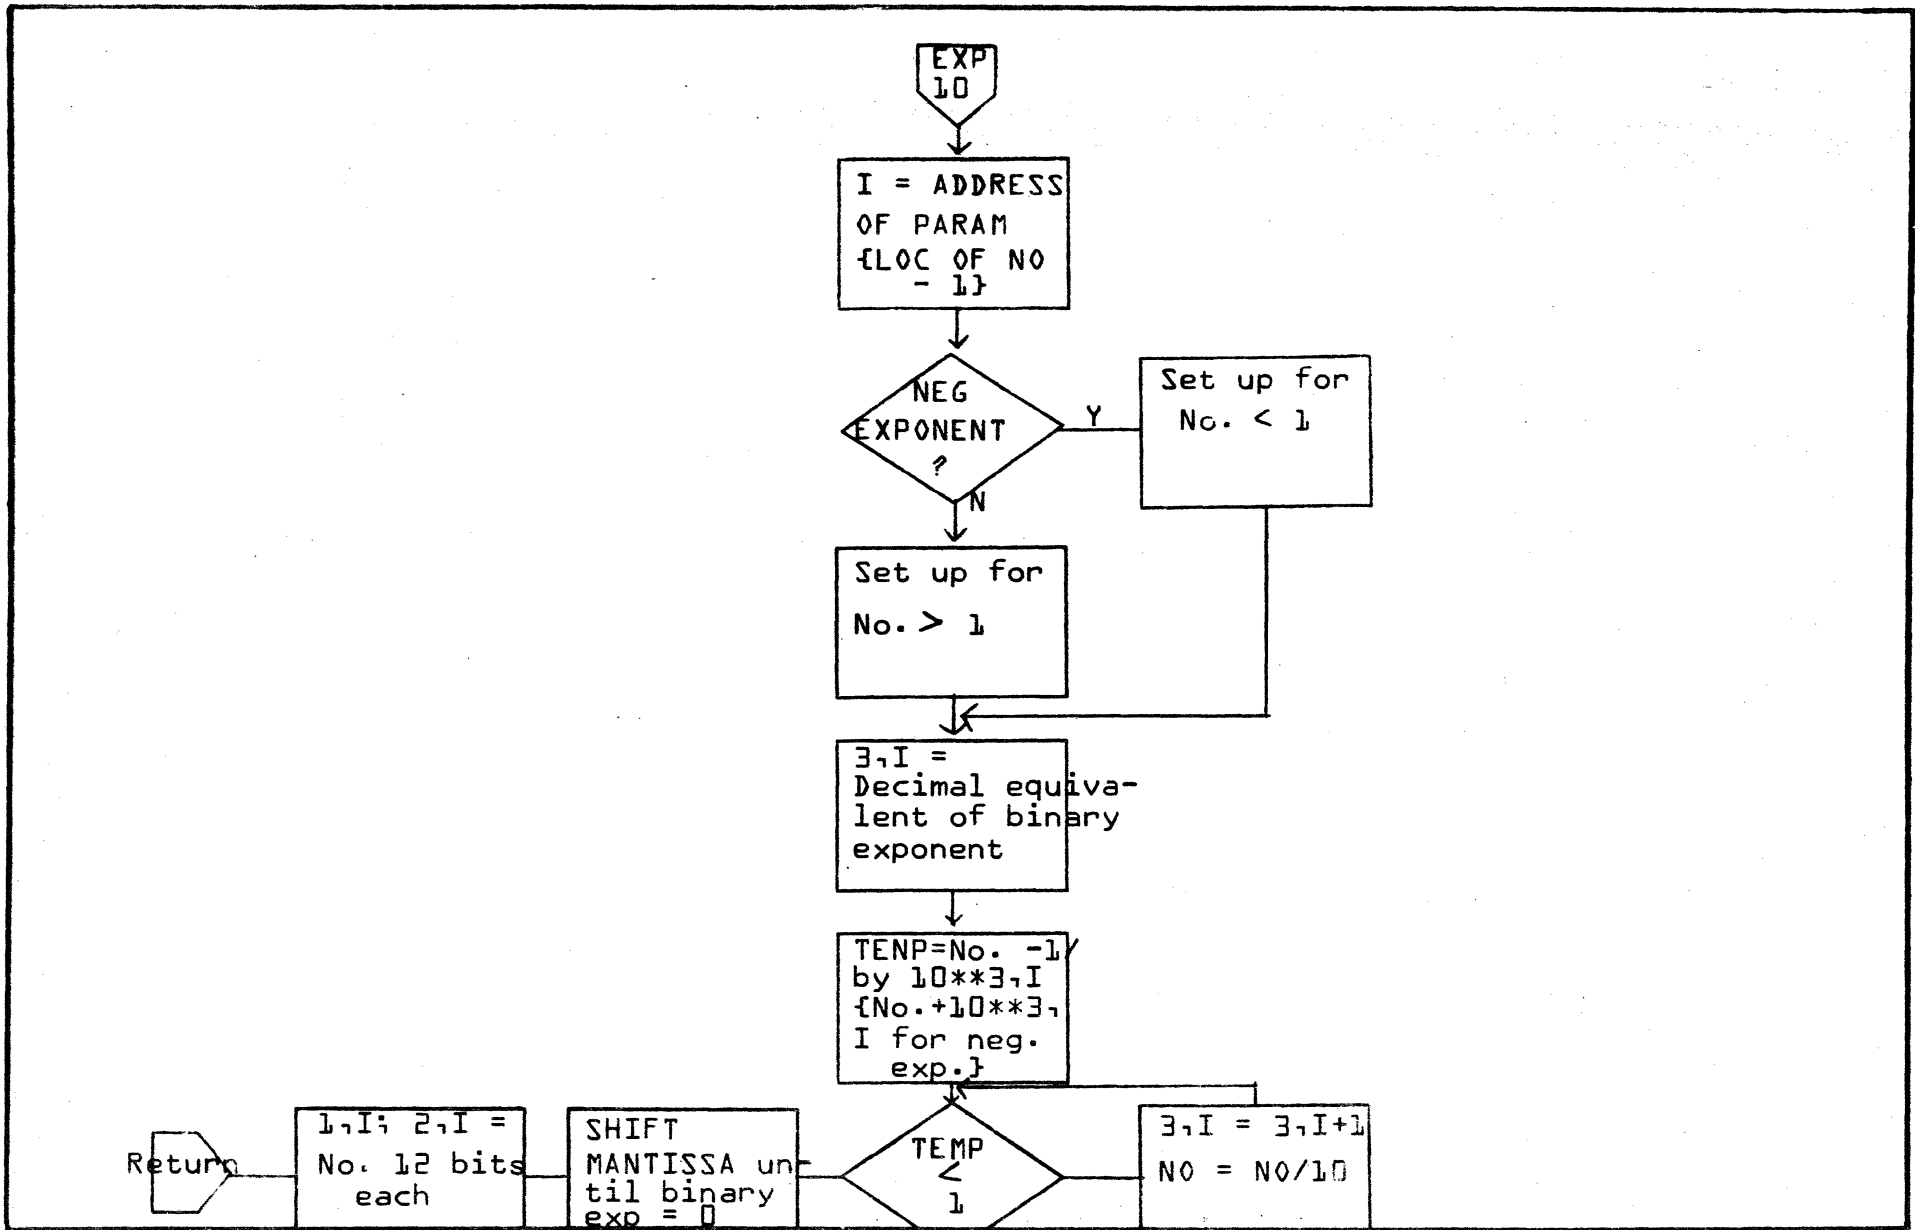 EXP
10
I = ADDRESS
OF PARAM
{LOC OF NO
- 1}
NEG
EXPONENT
?
Y
Set up for
No. < 1
N
Set up for
No. > 1
3,I =
Decimal equiva-
lent of binary
exponent
TENP=No. -1/
by 10**3,I
{No.+10**3,
I for neg.
exp.}
Return
1,I; 2,I =
No. 12 bits
each
SHIFT
MANTISSA un-
til binary
exp = 0
TEMP
<
1
3,I = 3,I+1
NO = NO/10